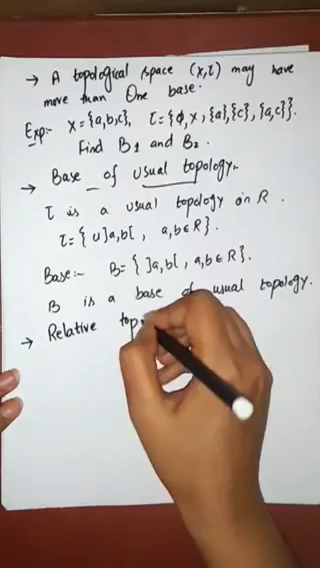 → A topological space (x,τ) may have
more than One base.
Exp:- X={a,b,c}, τ={ϕ,x,{a},{c},{a,c}}.
Find B₁ and B₂.
→ Base of usual topology:-
τ is a usual topology on R.
τ={ U]a,b[ , a,b∈R}.
Base:- B={ ]a,b[ , a,b∈R}.
B is a base of usual topology.
→ Relative top